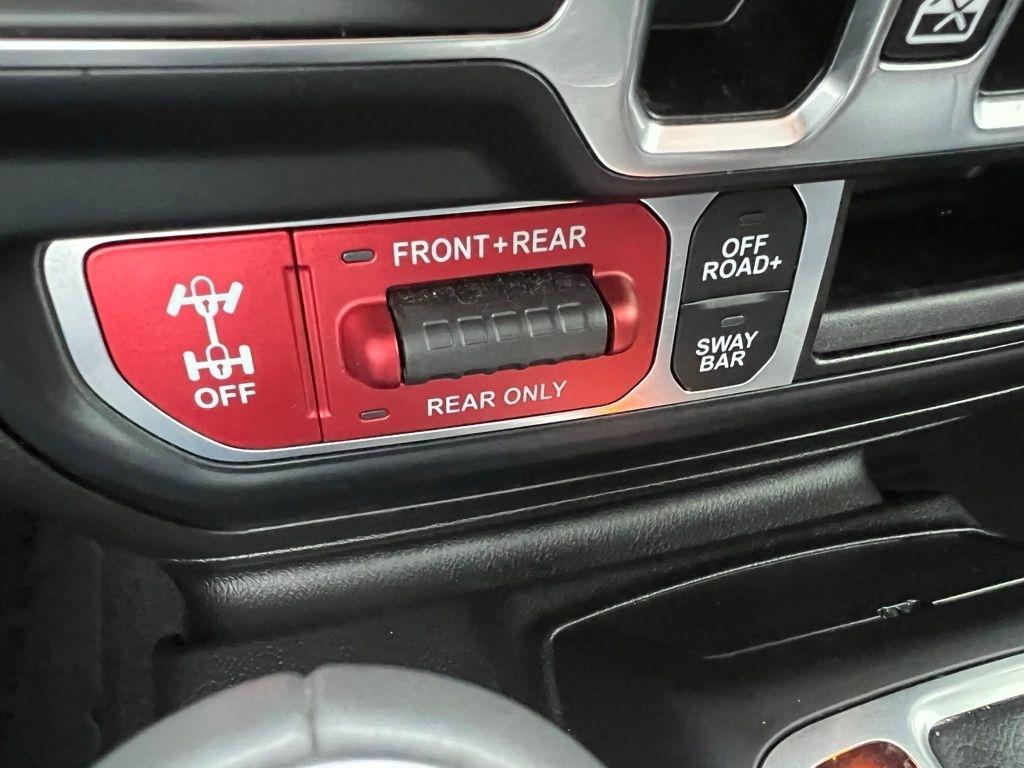 OFF
FRONT+REAR
REAR ONLY
OFF
ROAD+
SWAY
BAR